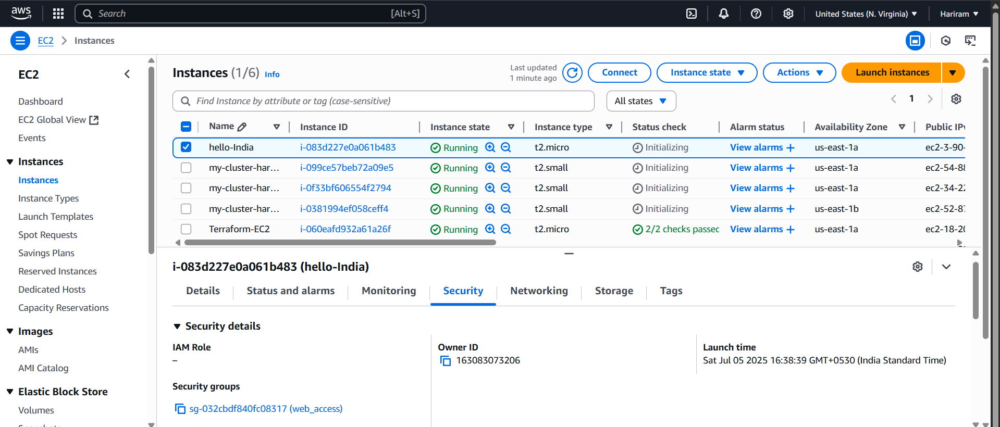 aws
Search [Alt+S]
United States (N. Virginia)
Hariram
EC2
Instances
EC2
Dashboard
EC2 Global View
Events
Instances
Instances
Instance Types
Launch Templates
Spot Requests
Savings Plans
Reserved Instances
Dedicated Hosts
Capacity Reservations
Images
AMIs
AMI Catalog
Elastic Block Store
Volumes
Instances (1/6) Info
Last updated
1 minute ago
Connect
Instance state
Actions
Launch instances
Find Instance by attribute or tag (case-sensitive)
All states
1
Name Instance ID Instance state Instance type Status check Alarm status Availability Zone Public IPv
hello-India i-083d227e0a061b483 Running t2.micro Initializing View alarms + us-east-1a ec2-3-90-
my-cluster-har... i-099ce57beb72a09e5 Running t2.small Initializing View alarms + us-east-1a ec2-54-88
my-cluster-har... i-0f33bf606554f2794 Running t2.small Initializing View alarms + us-east-1a ec2-34-22
my-cluster-har... i-0381994ef058ceff4 Running t2.small Initializing View alarms + us-east-1b ec2-52-87
Terraform-EC2 i-060eafd932a61a26f Running t2.micro 2/2 checks passed View alarms + us-east-1a ec2-18-20
i-083d227e0a061b483 (hello-India)
Details Status and alarms Monitoring Security Networking Storage Tags
Security details
IAM Role
–
Owner ID
163083073206
Launch time
Sat Jul 05 2025 16:38:39 GMT+0530 (India Standard Time)
Security groups
sg-032cbdf840fc08317 (web_access)